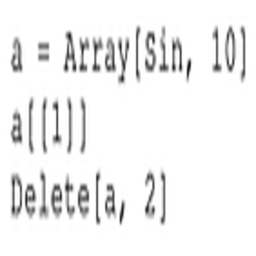 a = Array[Sin, 10]
a[[1]]
Delete[a, 2]